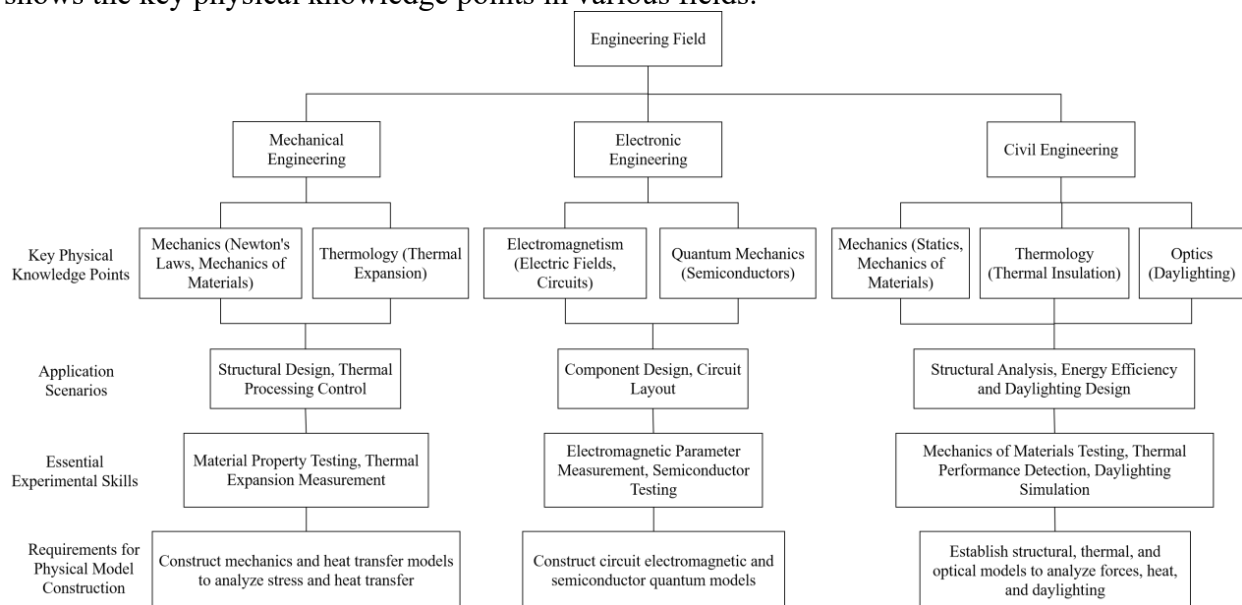 shows the key physical knowledge points in various fields.
Engineering Field
Mechanical
Engineering
Electronic
Engineering
Civil Engineering
Key Physical
Knowledge Points
Mechanics (Newton's
Laws, Mechanics of
Materials)
Thermology (Thermal
Expansion)
Electromagnetism
(Electric Fields,
Circuits)
Quantum Mechanics
(Semiconductors)
Mechanics (Statics,
Mechanics of
Materials)
Thermology
(Thermal Insulation)
Optics
(Daylighting)
Application
Scenarios
Structural Design, Thermal
Processing Control
Component Design, Circuit
Layout
Structural Analysis, Energy Efficiency
and Daylighting Design
Essential
Experimental Skills
Material Property Testing, Thermal
Expansion Measurement
Electromagnetic Parameter
Measurement, Semiconductor
Testing
Mechanics of Materials Testing, Thermal
Performance Detection, Daylighting
Simulation
Requirements for
Physical Model
Construction
Construct mechanics and heat transfer models
to analyze stress and heat transfer
Construct circuit electromagnetic and
semiconductor quantum models
Establish structural, thermal, and
optical models to analyze forces, heat,
and daylighting